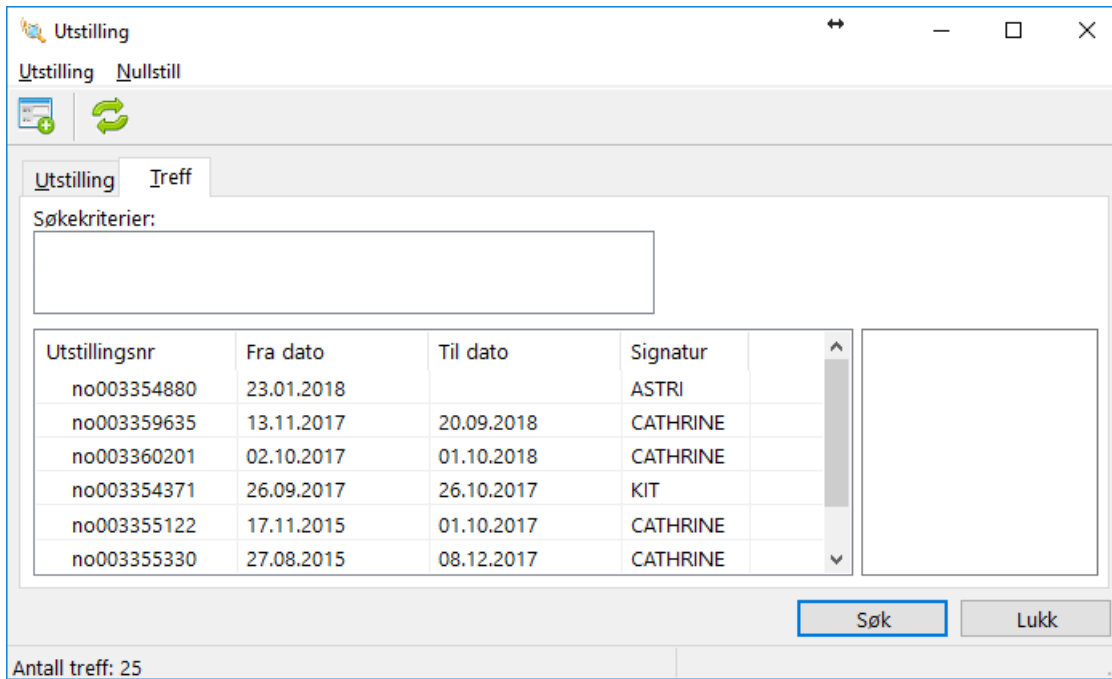 Utstilling
Utstilling Nullstill
Utstilling Treff
Søkekriterier:
Utstillingsnr Fra dato Til dato Signatur
no003354880 23.01.2018 ASTRI
no003359635 13.11.2017 20.09.2018 CATHRINE
no003360201 02.10.2017 01.10.2018 CATHRINE
no003354371 26.09.2017 26.10.2017 KIT
no003355122 17.11.2015 01.10.2017 CATHRINE
no003355330 27.08.2015 08.12.2017 CATHRINE
Søk Lukk
Antall treff: 25